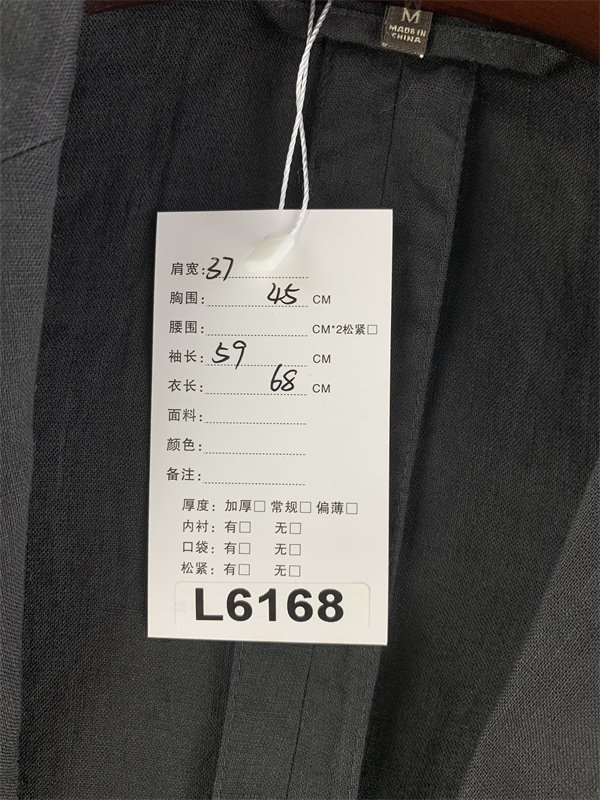 M
MADE IN
CHINA
肩宽:37
胸围: 45 CM
腰围: CM*2松紧□
袖长: 59 CM
衣长: 68 CM
面料:
颜色:
备注:
厚度: 加厚□ 常规□ 偏薄□
内衬: 有□ 无□
口袋: 有□ 无□
松紧: 有□ 无□
L6168